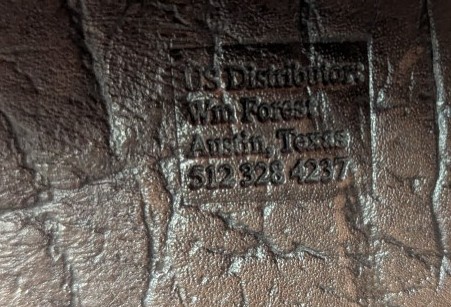 US Distributor:
Wm Forest
Austin, Texas
512 328 4237